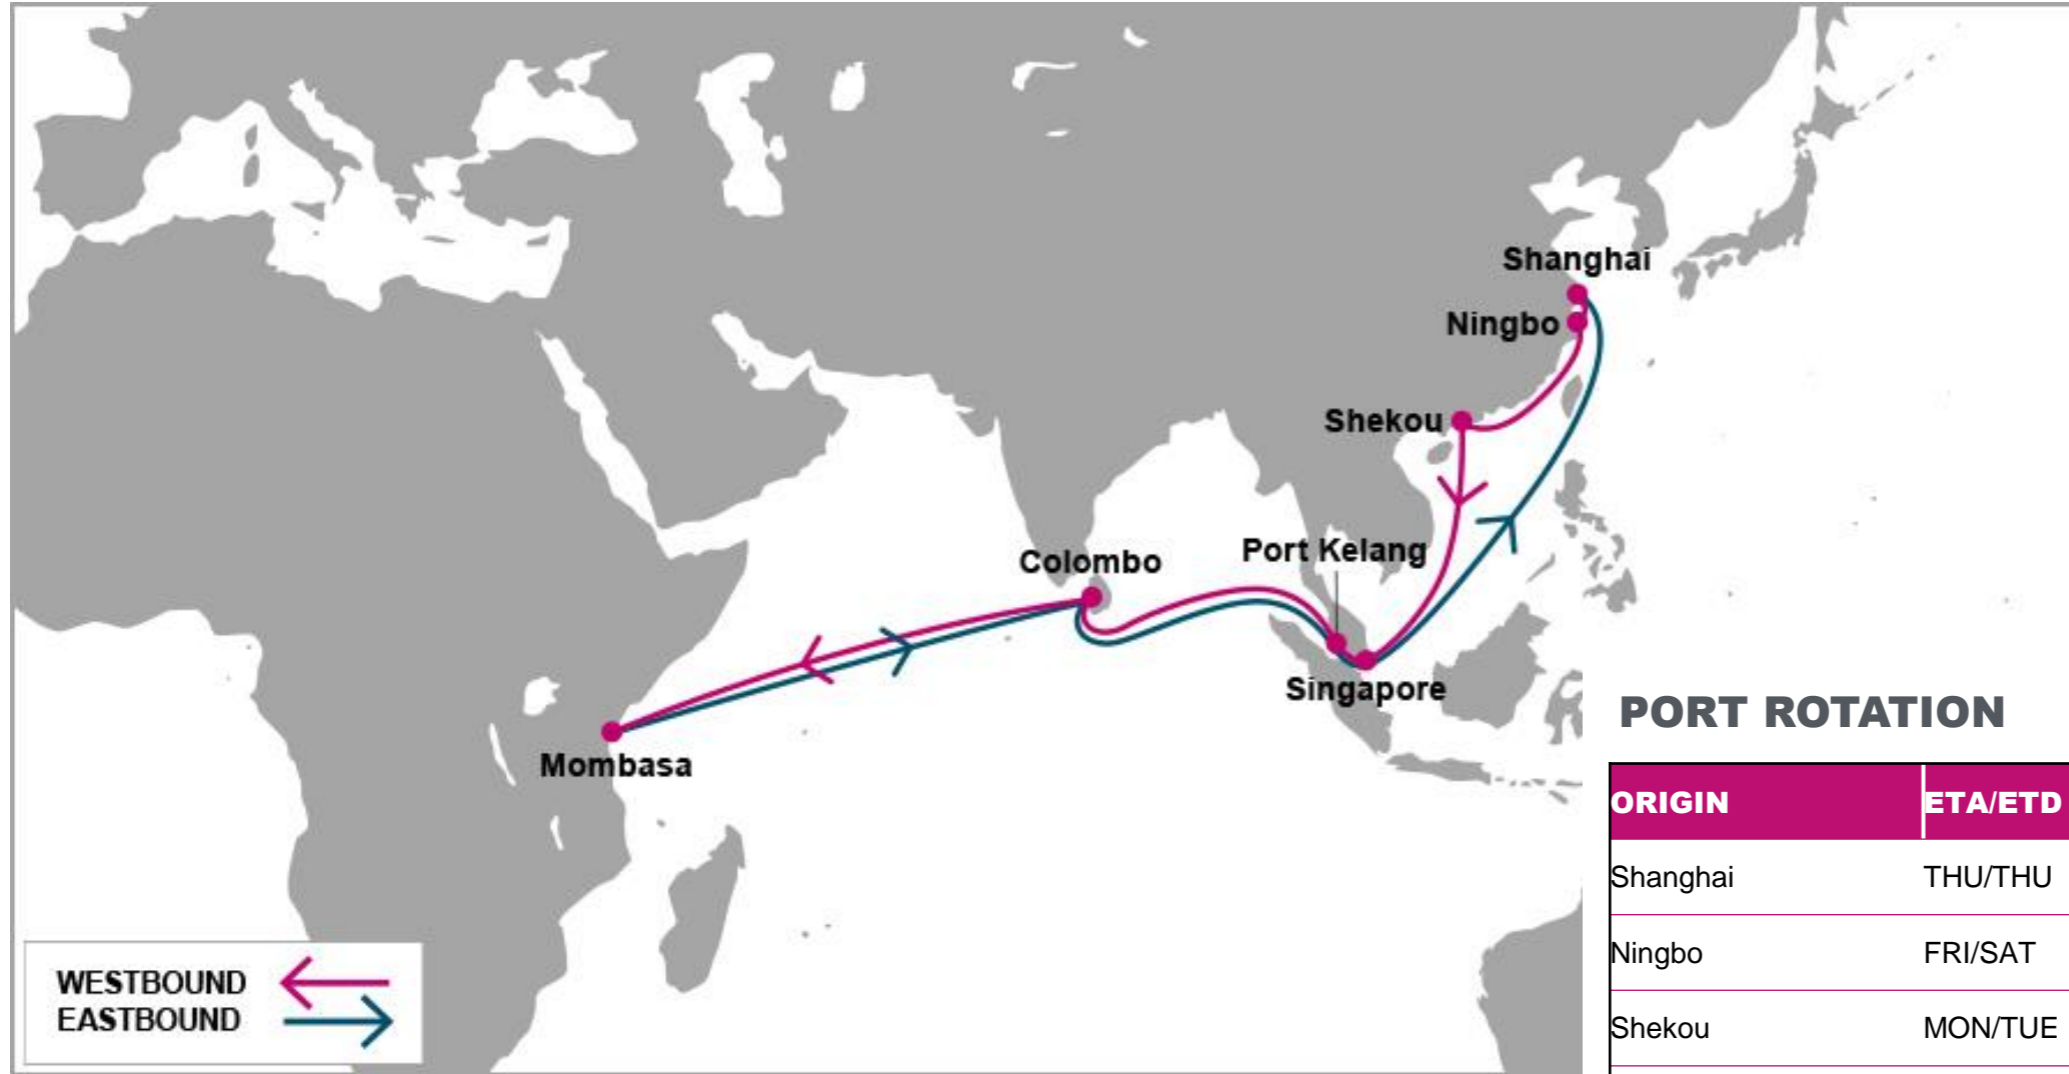 Shanghai
Ningbo
Shekou
Port Kelang
Colombo
Singapore
Mombasa
WESTBOUND
EASTBOUND
PORT ROTATION
ORIGIN ETA/ETD
Shanghai THU/THU
Ningbo FRI/SAT
Shekou MON/TUE